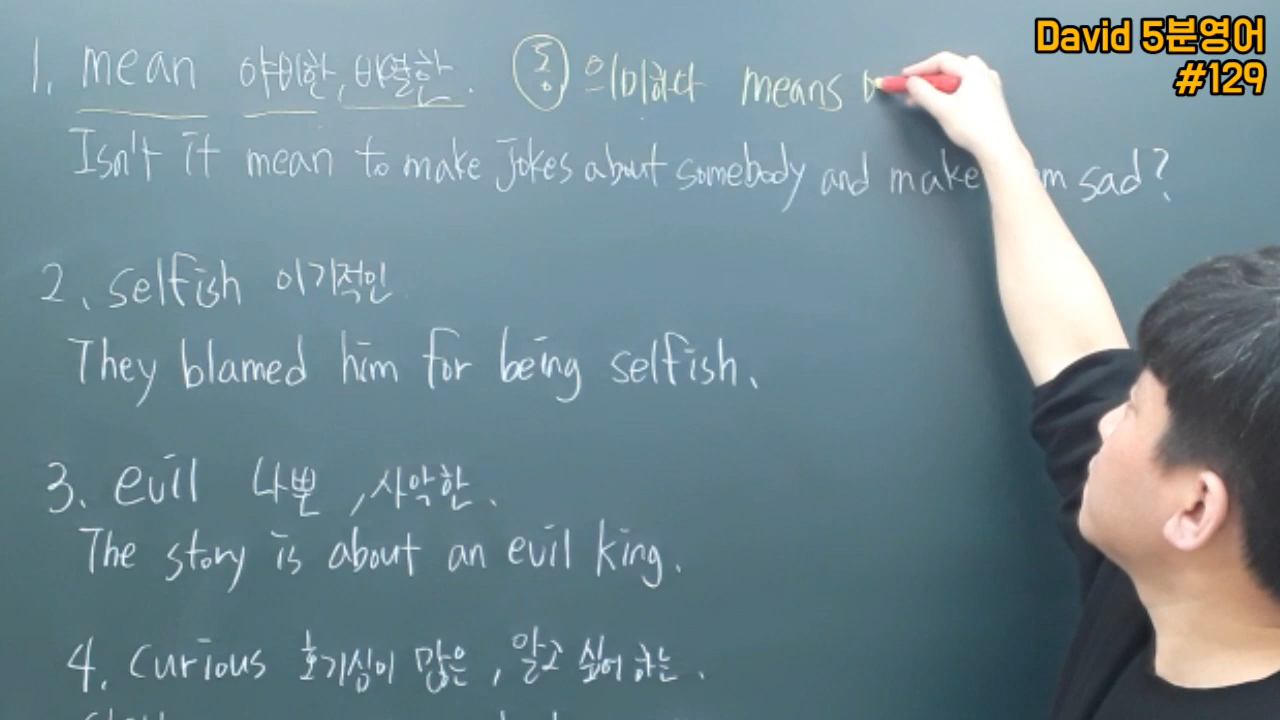 David 5분영어
#129
1. mean 야비한, 비열한. 동 의미하다 means
Isn't it mean to make jokes about somebody and make sad?
2. selfish 이기적인
They blamed him for being selfish.
3. evil 나쁜, 사악한.
The story is about an evil king.
4. curious 호기심이 많은, 알고 싶어 하는.